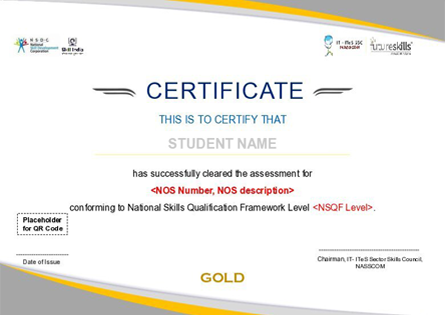 N·S·D·C
National
Skill Development
Corporation
Skill India
IT - ITeS SSC
NASSCOM
futureskills
CERTIFICATE
THIS IS TO CERTIFY THAT
STUDENT NAME
has successfully cleared the assessment for
<NOS Number, NOS description>
conforming to National Skills Qualification Framework Level <NSQF Level>.
Placeholder
for QR Code
Date of Issue
Chairman, IT- ITeS Sector Skills Council,
NASSCOM
GOLD